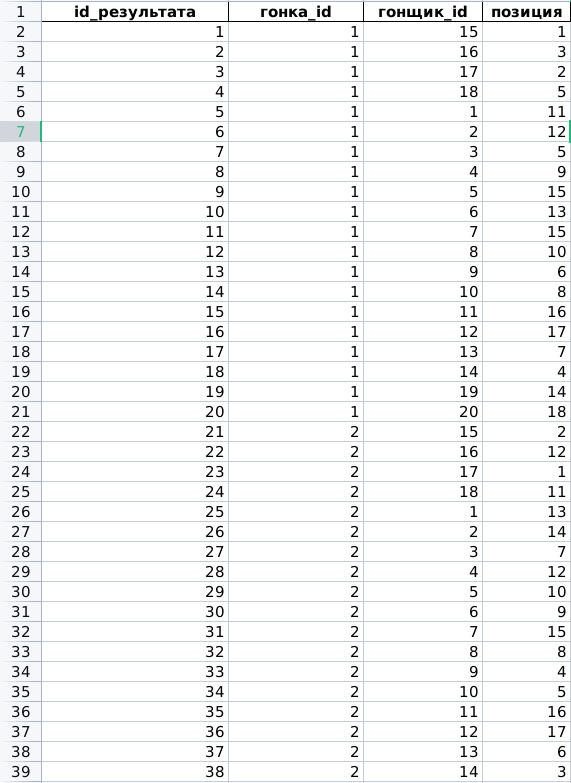 1 id_результата гонка_id гонщик_id позиция
2 1 1 15 1
3 2 1 16 3
4 3 1 17 2
5 4 1 18 5
6 5 1 1 11
7 6 1 2 12
8 7 1 3 5
9 8 1 4 9
10 9 1 5 15
11 10 1 6 13
12 11 1 7 15
13 12 1 8 10
14 13 1 9 6
15 14 1 10 8
16 15 1 11 16
17 16 1 12 17
18 17 1 13 7
19 18 1 14 4
20 19 1 19 14
21 20 1 20 18
22 21 2 15 2
23 22 2 16 12
24 23 2 17 1
25 24 2 18 11
26 25 2 1 13
27 26 2 2 14
28 27 2 3 7
29 28 2 4 12
30 29 2 5 10
31 30 2 6 9
32 31 2 7 15
33 32 2 8 8
34 33 2 9 4
35 34 2 10 5
36 35 2 11 16
37 36 2 12 17
38 37 2 13 6
39 38 2 14 3